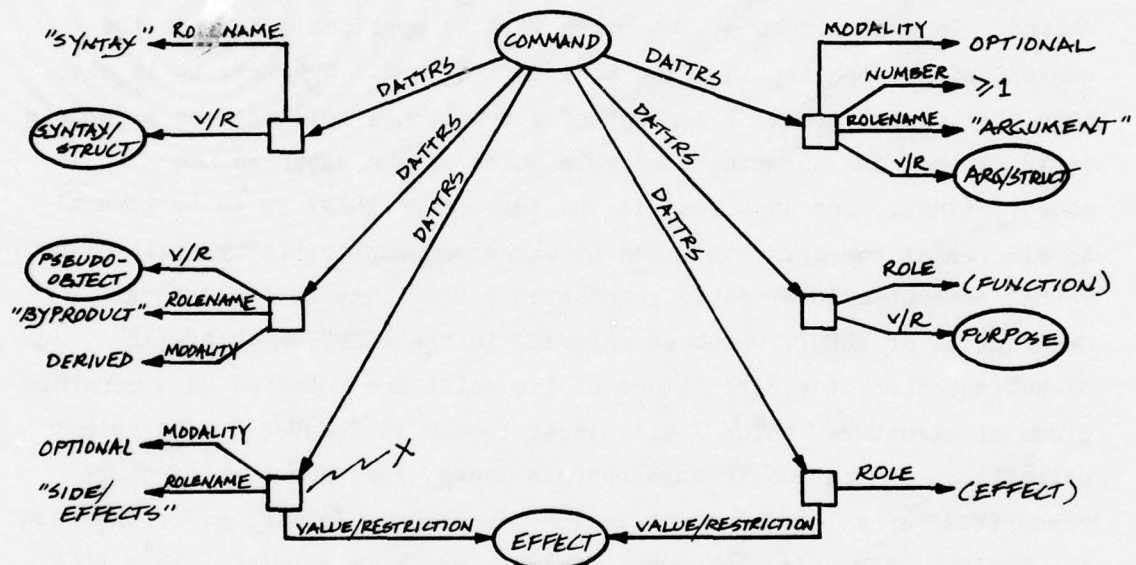 COMMAND
"SYNTAX"
ROLENAME
SYNTAX/
STRUCT
V/R
DATTRS
DATTRS
DATTRS
DATTRS
DATTRS
DATTRS
MODALITY
OPTIONAL
NUMBER
≥1
ROLENAME
"ARGUMENT"
V/R
ARG/STRUCT
PSEUDO-
OBJECT
V/R
"BYPRODUCT"
ROLENAME
DERIVED
MODALITY
ROLE
(FUNCTION)
V/R
PURPOSE
OPTIONAL
MODALITY
"SIDE/
EFFECTS"
ROLENAME
X
VALUE/RESTRICTION
EFFECT
VALUE/RESTRICTION
ROLE
(EFFECT)